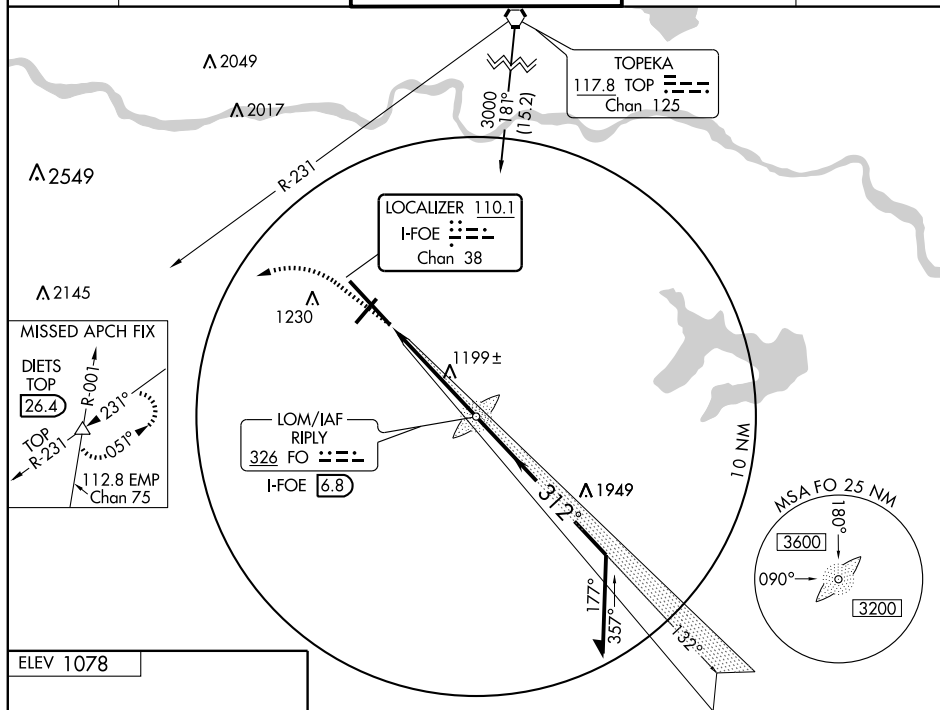 2049
2017
2549
2145
TOPEKA
117.8 TOP
Chan 125
3000
181°
(15.2)
R-231
LOCALIZER 110.1
I-FOE
Chan 38
1230
1199 ±
MISSED APCH FIX
DIETS
TOP
26.4
R-001
231°
051°
TOP
R-231
112.8 EMP
Chan 75
LOM/IAF
RIPLY
326 FO
I-FOE 6.8
312°
1949
10 NM
177°
357°
132°
MSA FO 25 NM
180°
3600
090°
3200
ELEV 1078